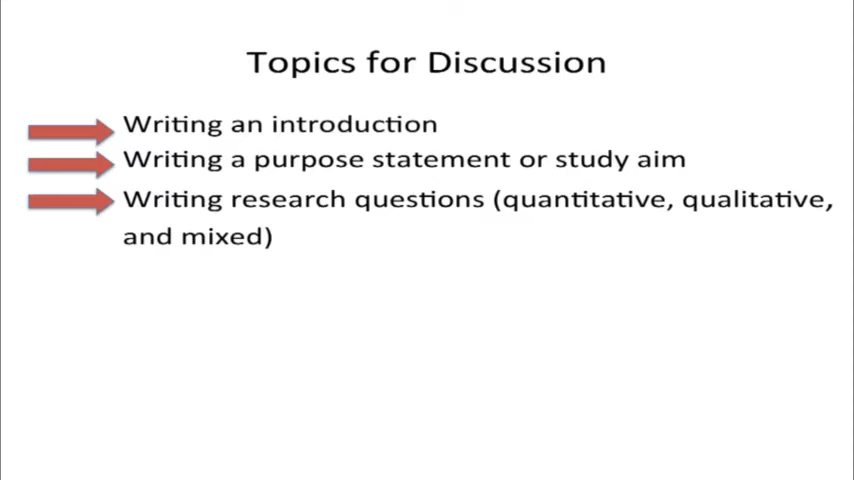 Topics for Discussion
Writing an introduction
Writing a purpose statement or study aim
Writing research questions (quantitative, qualitative,
and mixed)